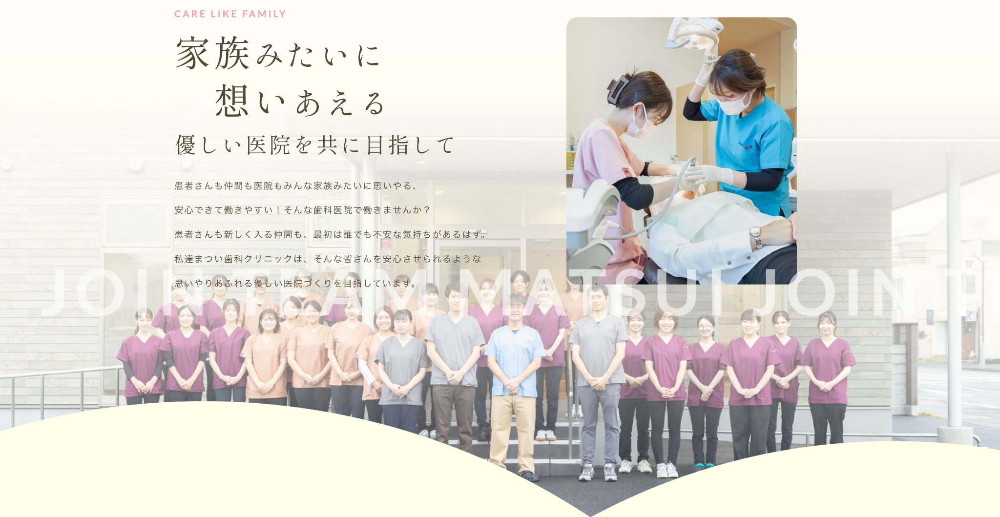 CARE LIKE FAMILY
家族みたいに
想いあえる
優しい医院を共に目指して
患者さんも仲間も医院もみんな家族みたいに思いやる、
安心できて働きやすい！そんな歯科医院で働きませんか？
患者さんも新しく入る仲間も、最初は誰でも不安な気持ちがあるはず。
私達まつい歯科クリニックは、そんな皆さんを安心させられるような
思いやりあふれる優しい医院づくりを目指しています。
JOIN TEAM MATSUI JOIN T